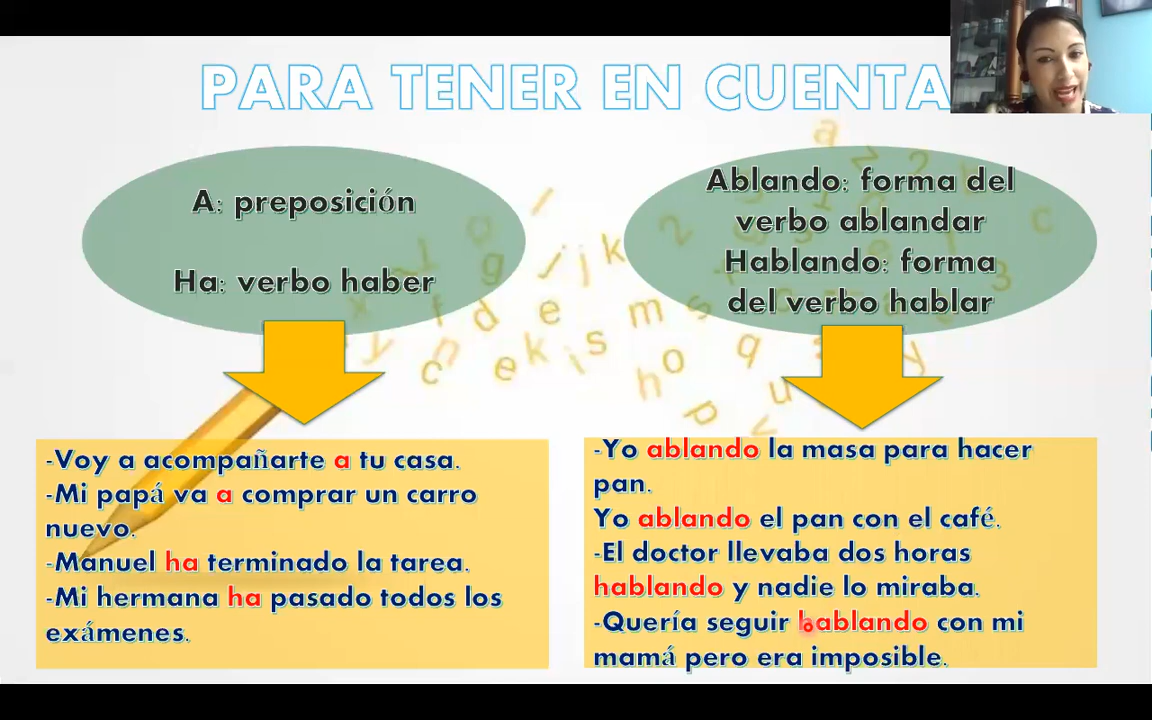 PARA TENER EN CUENTA
A: preposición
Ha: verbo haber
Ablando: forma del
verbo ablandar
Hablando: forma
del verbo hablar
-Voy a acompañarte a tu casa.
-Mi papá va a comprar un carro
nuevo.
-Manuel ha terminado la tarea.
-Mi hermana ha pasado todos los
exámenes.
-Yo ablando la masa para hacer
pan.
Yo ablando el pan con el café.
-El doctor llevaba dos horas
hablando y nadie lo miraba.
-Quería seguir hablando con mi
mamá pero era imposible.